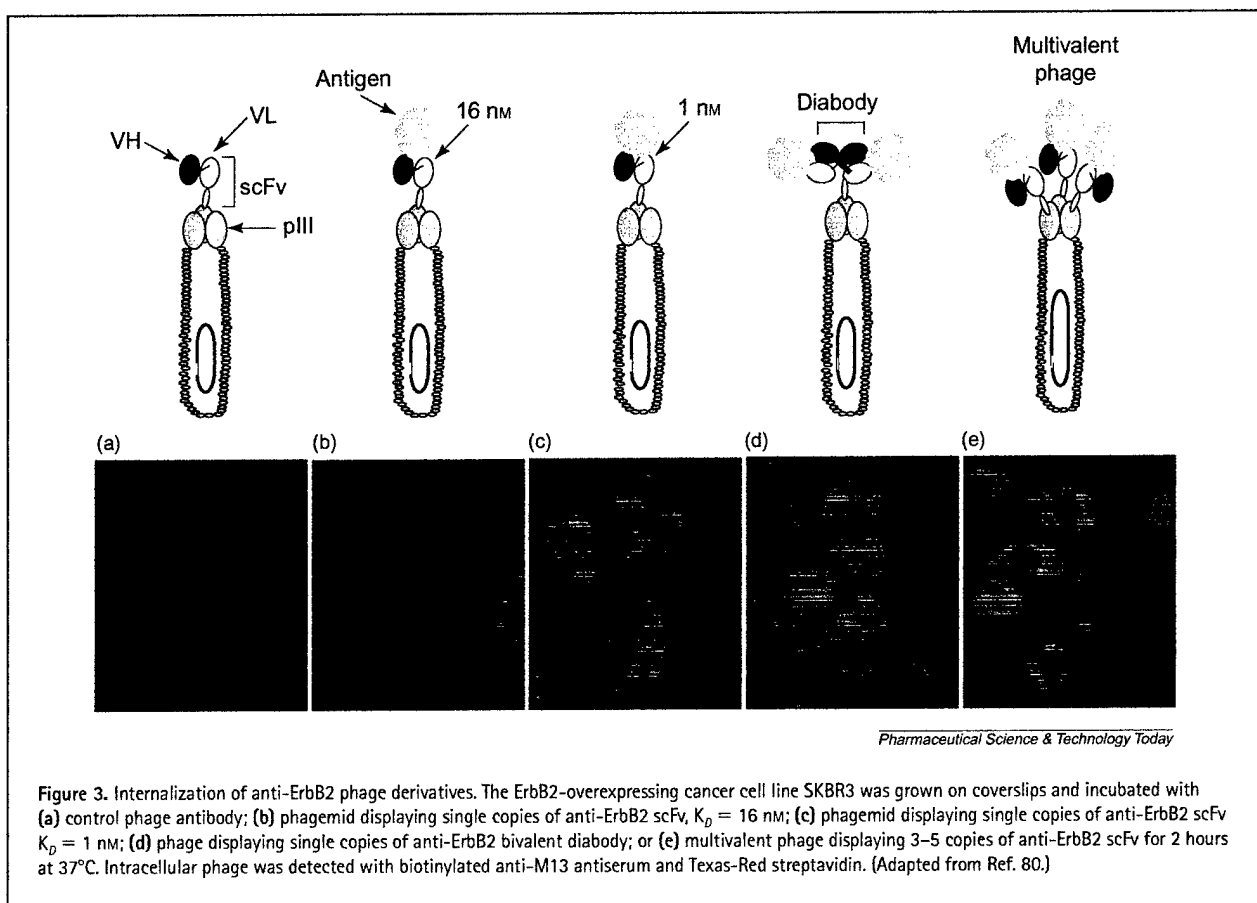 Multivalent
phage
Antigen
Diabody
16 nM
1 nM
VL
VH
scFv
pIII
(a)
(b)
(c)
(d)
(e)
Pharmaceutical Science & Technology Today
Figure 3. Internalization of anti-ErbB2 phage derivatives. The ErbB2-overexpressing cancer cell line SKBR3 was grown on coverslips and incubated with
(a) control phage antibody; (b) phagemid displaying single copies of anti-ErbB2 scFv, KD = 16 nM; (c) phagemid displaying single copies of anti-ErbB2 scFv
KD = 1 nM; (d) phage displaying single copies of anti-ErbB2 bivalent diabody; or (e) multivalent phage displaying 3–5 copies of anti-ErbB2 scFv for 2 hours
at 37°C. Intracellular phage was detected with biotinylated anti-M13 antiserum and Texas-Red streptavidin. (Adapted from Ref. 80.)